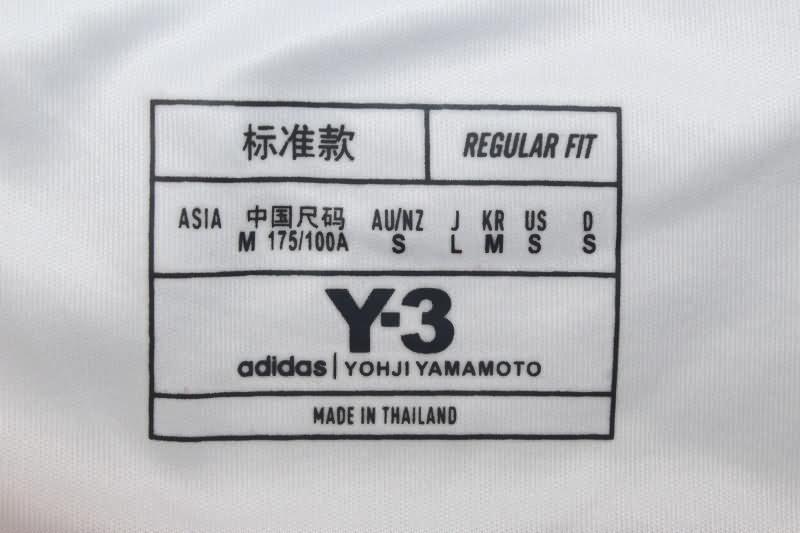 标准款 REGULAR FIT
ASIA 中国尺码 AU/NZ J KR US D
M 175/100A S L M S S
Y-3
adidas | YOHJI YAMAMOTO
MADE IN THAILAND